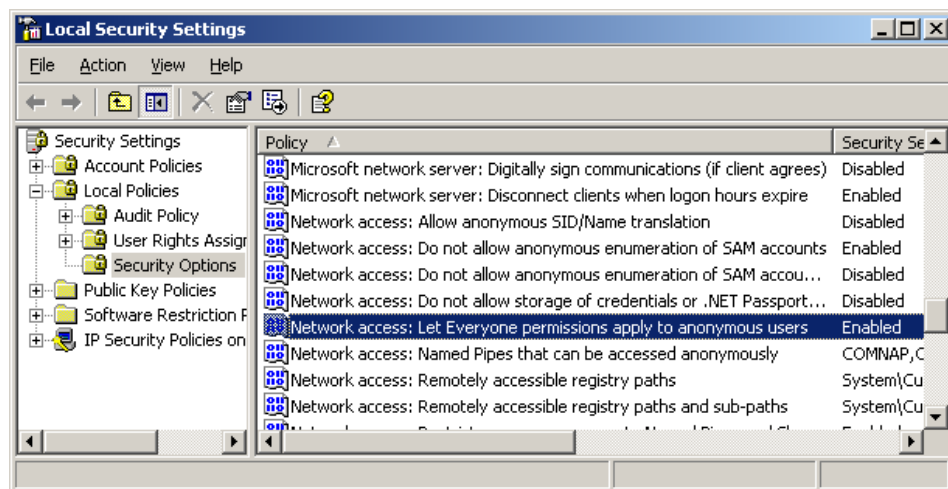 Local Security Settings
File Action View Help
Security Settings
Account Policies
Local Policies
Audit Policy
User Rights Assigr
Security Options
Public Key Policies
Software Restriction F
IP Security Policies on
Policy Security Se
Microsoft network server: Digitally sign communications (if client agrees) Disabled
Microsoft network server: Disconnect clients when logon hours expire Enabled
Network access: Allow anonymous SID/Name translation Disabled
Network access: Do not allow anonymous enumeration of SAM accounts Enabled
Network access: Do not allow anonymous enumeration of SAM accou... Disabled
Network access: Do not allow storage of credentials or .NET Passport... Disabled
Network access: Let Everyone permissions apply to anonymous users Enabled
Network access: Named Pipes that can be accessed anonymously COMNAP,C
Network access: Remotely accessible registry paths System\Cu
Network access: Remotely accessible registry paths and sub-paths System\Cu